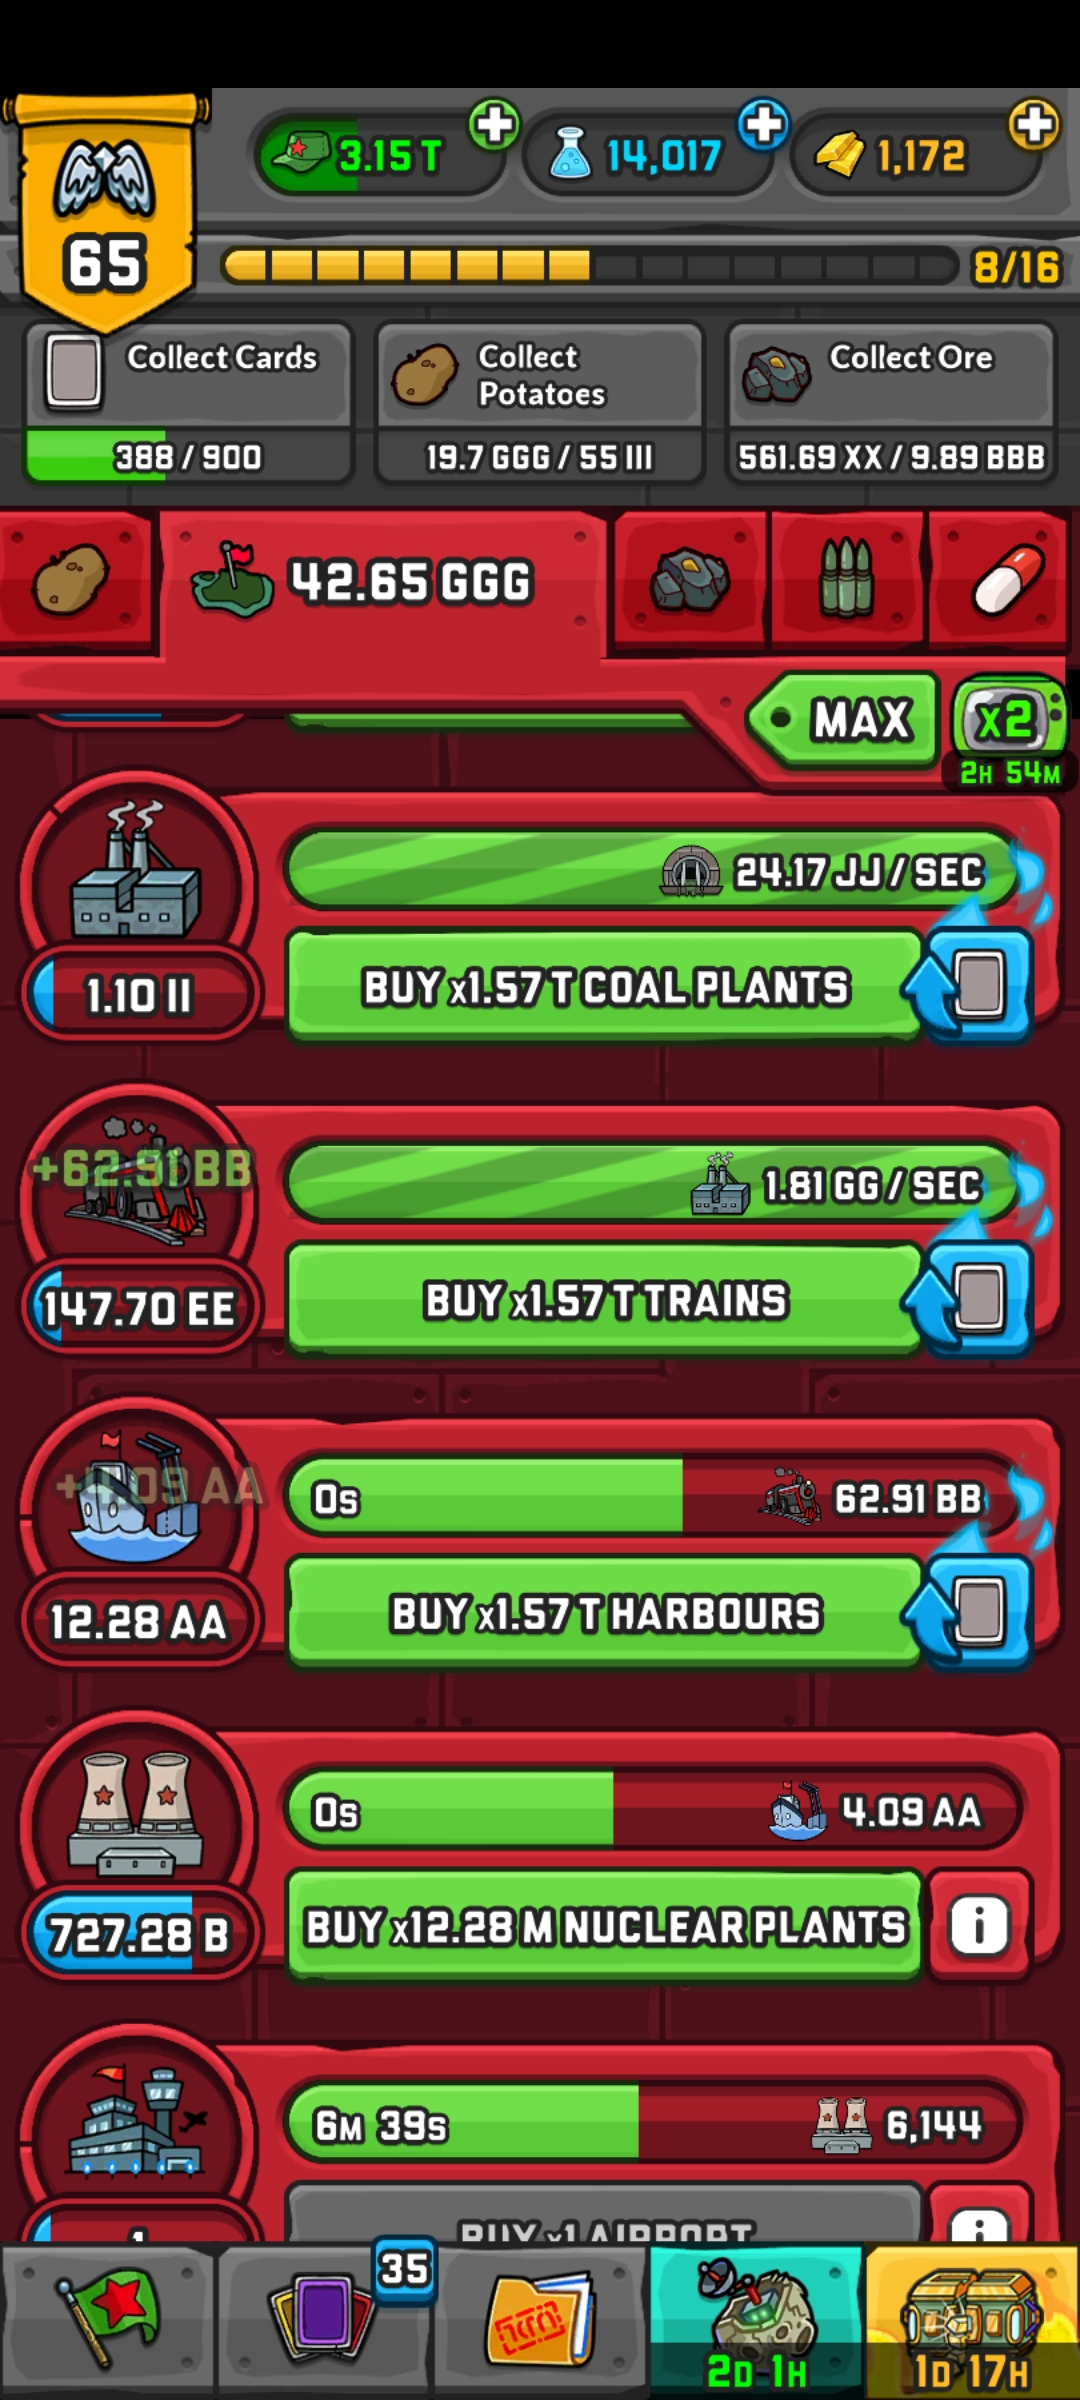 3.15 T
14,017
1,172
65
8/16
Collect Cards
388 / 900
Collect
Potatoes
19.7 GGG / 55 III
Collect Ore
561.69 XX / 9.89 BBB
42.65 GGG
MAX
x2
2H 54M
24.17 JJ / SEC
1.10 II
BUY x1.57 T COAL PLANTS
+62.91 BB
1.81 GG / SEC
147.70 EE
BUY x1.57 T TRAINS
+4.09 AA
0s
62.91 BB
12.28 AA
BUY x1.57 T HARBOURS
0s
4.09 AA
727.28 B
BUY x12.28 M NUCLEAR PLANTS
i
6M 39s
6,144
1
BUY x1 AIRPORT
i
35
2D 1H
1D 17H